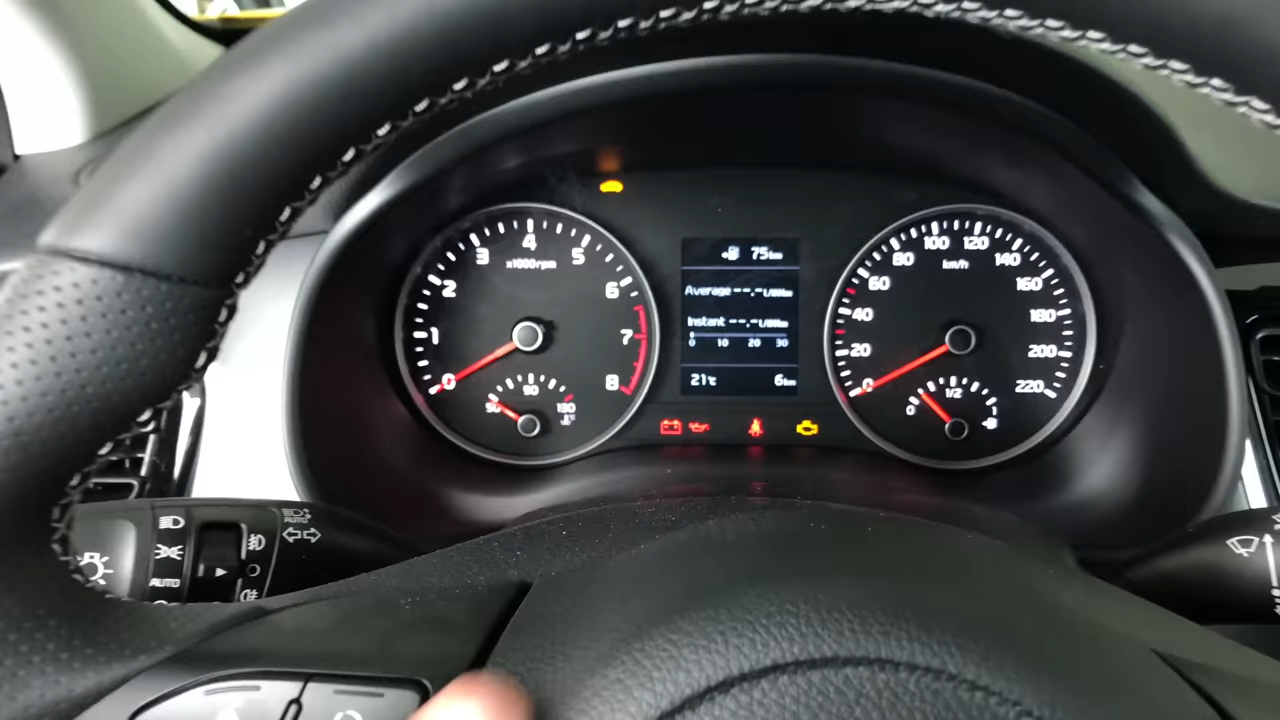 4
3 5
x1000rpm
2 6
1 7
0 8
90
50 130
°C
75km
Average --.- L/100km
Instant --.- L/100km
0 10 20 30
21°C 6km
100 120
80 140
km/h
60 160
40 180
20 200
0 220
1/2
0
AUTO
AUTO